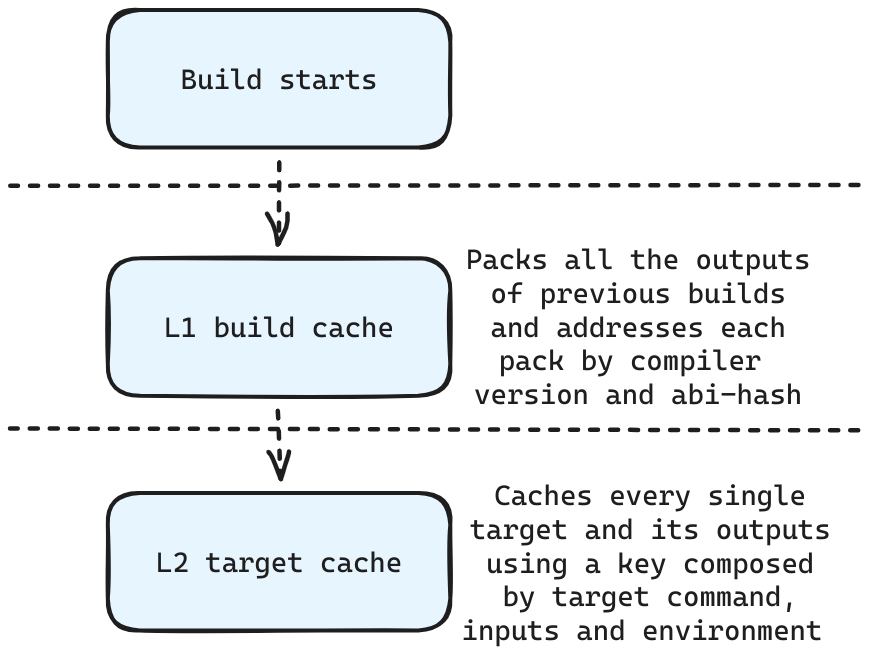 Build starts
L1 build cache
Packs all the outputs
of previous builds
and addresses each
pack by compiler
version and abi-hash
L2 target cache
Caches every single
target and its outputs
using a key composed
by target command,
inputs and environment